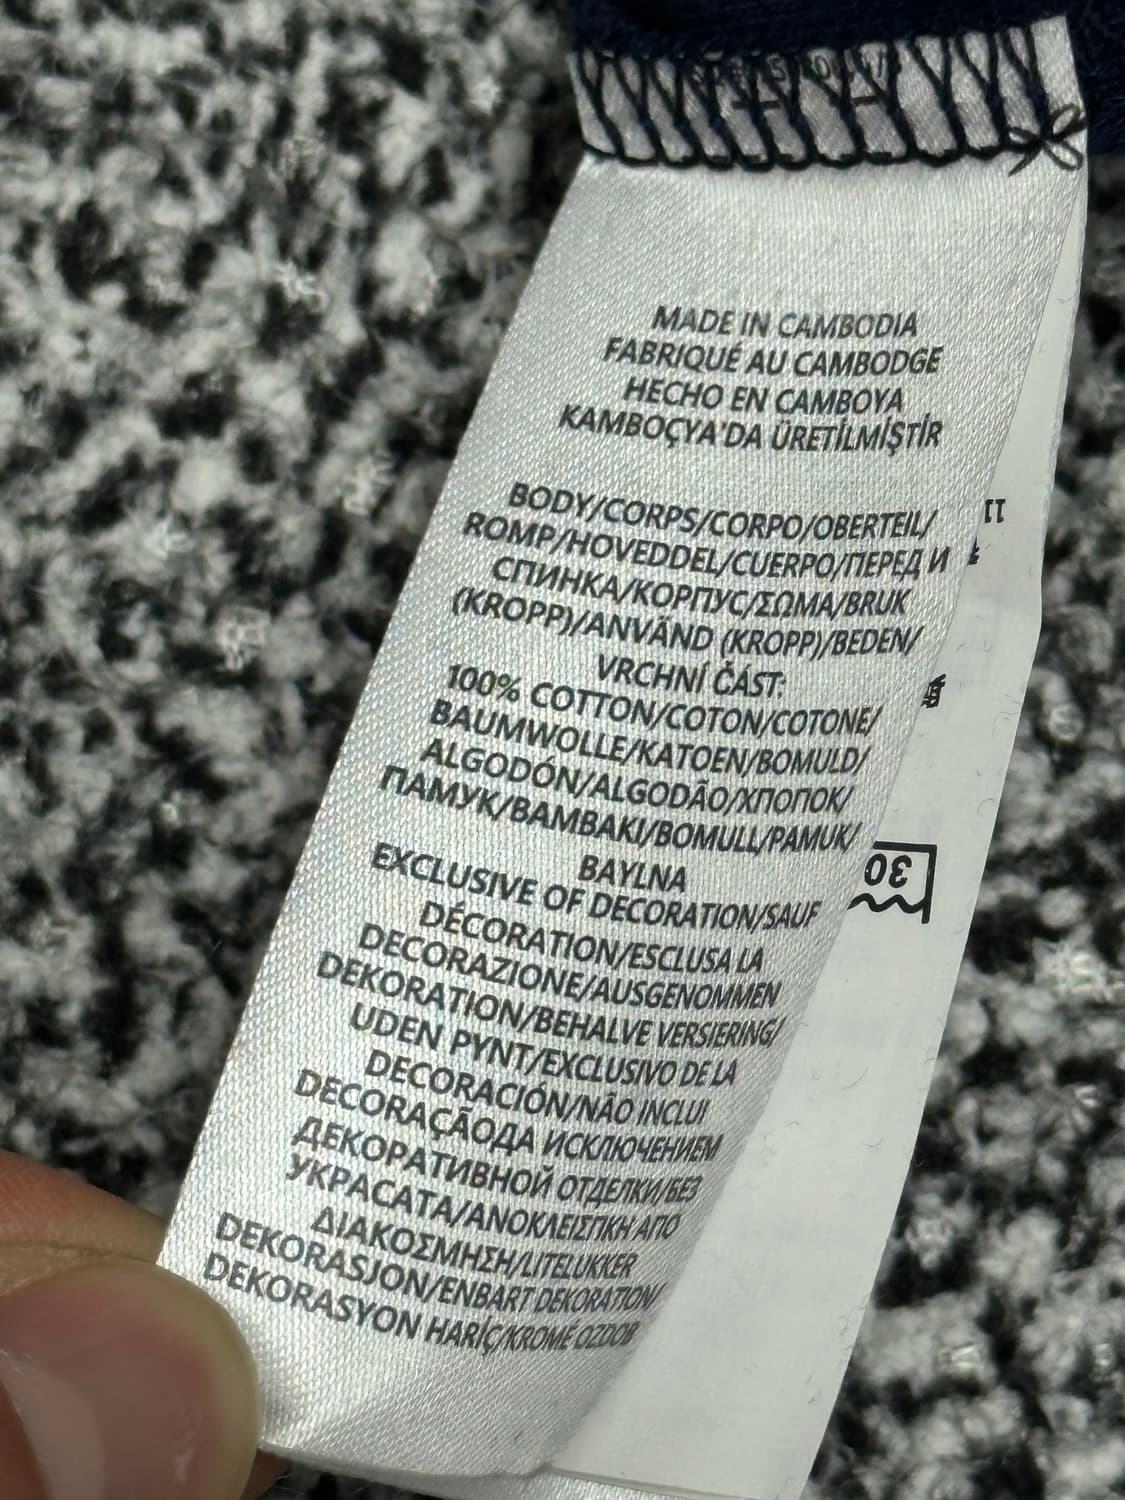 MADE IN CAMBODIA
FABRIQUÉ AU CAMBODGE
HECHO EN CAMBOYA
KAMBOÇYA'DA ÜRETİLMİŞTİR
BODY/CORPS/CORPO/OBERTEIL/
ROMP/HOVEDDEL/CUERPO/ПЕРЕД И
СПИНКА/КОРПУС/ΣΩΜΑ/BRUK
(KROPP)/ANVÄND (KROPP)/BEDEN/
VRCHNÍ ČÁST:
100% COTTON/COTON/COTONE/
BAUMWOLLE/KATOEN/BOMULD/
ALGODÓN/ALGODÃO/ХЛОПОК/
ПАМУК/ΒΑΜΒΑΚΙ/BOMULL/PAMUK/
BAYLNA
EXCLUSIVE OF DECORATION/SAUF
DÉCORATION/ESCLUSA LA
DECORAZIONE/AUSGENOMMEN
DEKORATION/BEHALVE VERSIERING/
UDEN PYNT/EXCLUSIVO DE LA
DECORACIÓN/NÃO INCLUI
DECORAÇÃOДА ИСКЛЮЧЕНИЕМ
ДЕКОРАТИВНОЙ ОТДЕЛКИ/БЕЗ
УКРАСАТА/ΑΝΟΚΛΕΙΣΠΚΗ ΑΠΟ
ΔΙΑΚΟΣΜΗΣΗ/LITELUKKER
DEKORASJON/ENBART DEKORATION/
DEKORASYON HARİÇ/KROMĚ OZDOB
11
30